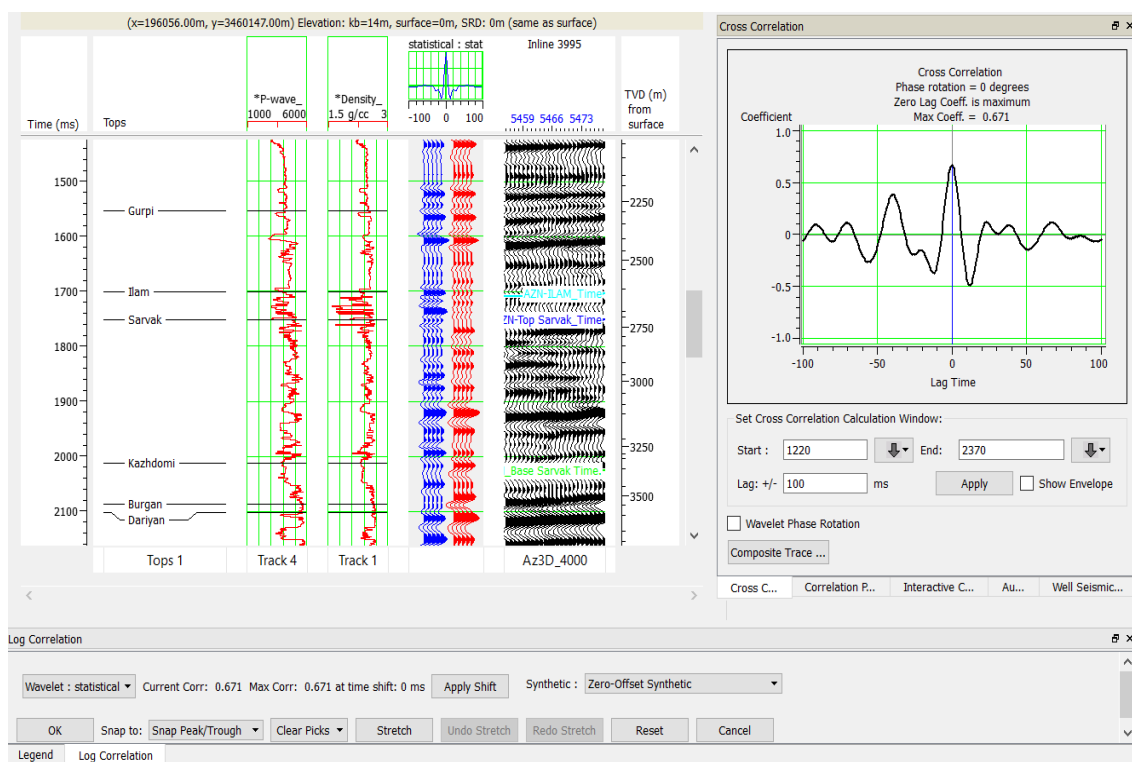 (x=196056.00m, y=3460147.00m) Elevation: kb=14m, surface=0m, SRD: 0m (same as surface)
Time (ms)
Tops
*P-wave_
1000 6000
*Density_
1.5 g/cc 3
statistical : stat
-100 0 100
Inline 3995
5459 5466 5473
TVD (m)
from
surface
1500
1600
1700
1800
1900
2000
2100
Gurpi
Ilam
Sarvak
Kazhdomi
Burgan
Dariyan
AZN-ILAM_Time
ZN-Top Sarvak_Time
_Base Sarvak Time.
2250
2500
2750
3000
3250
3500
Tops 1
Track 4
Track 1
Az3D_4000
Cross Correlation
Cross Correlation
Phase rotation = 0 degrees
Zero Lag Coeff. is maximum
Max Coeff. = 0.671
Coefficient
1.0
0.5
0
-0.5
-1.0
-100 -50 0 50 100
Lag Time
Set Cross Correlation Calculation Window:
Start : 1220 End: 2370
Lag: +/- 100 ms Apply Show Envelope
Wavelet Phase Rotation
Composite Trace ...
Cross C... Correlation P... Interactive C... Au... Well Seismic...
Log Correlation
Wavelet : statistical Current Corr: 0.671 Max Corr: 0.671 at time shift: 0 ms Apply Shift Synthetic : Zero-Offset Synthetic
OK Snap to: Snap Peak/Trough Clear Picks Stretch Undo Stretch Redo Stretch Reset Cancel
Legend Log Correlation